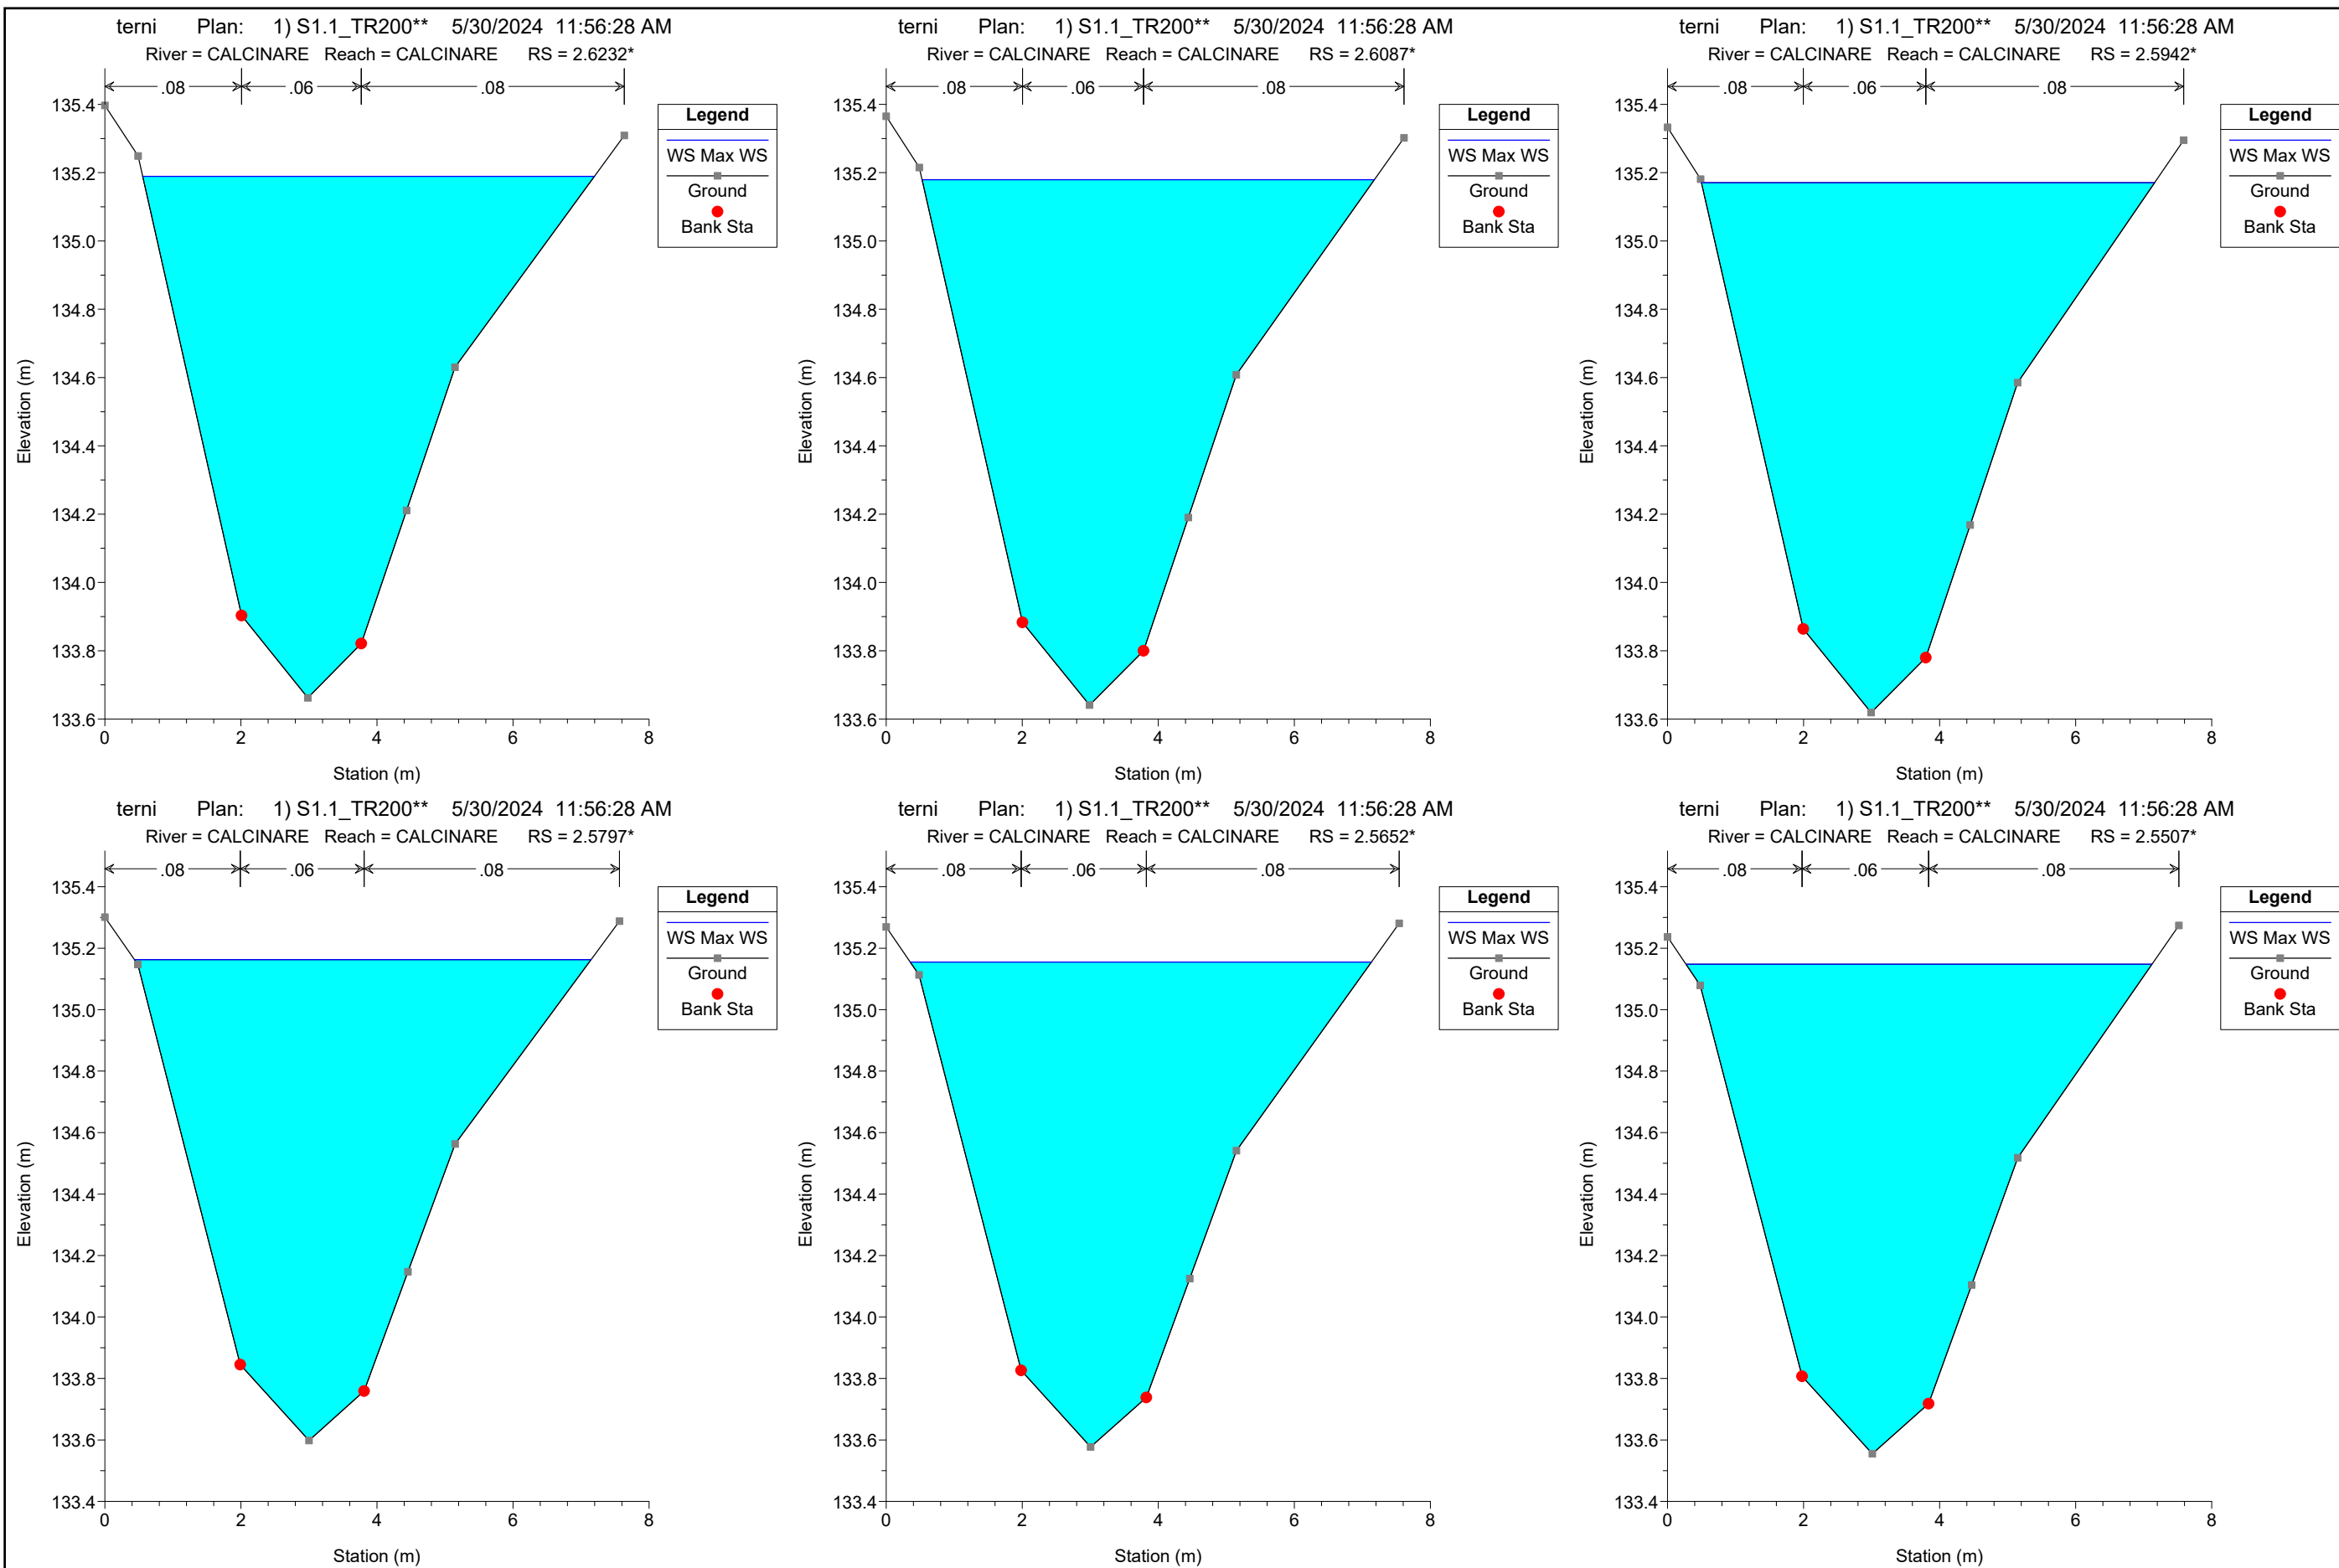 terni Plan: 1) S1.1_TR200** 5/30/2024 11:56:28 AM
River = CALCINARE Reach = CALCINARE RS = 2.6232*
.08 .06 .08
Legend
WS Max WS
Ground
Bank Sta
135.4
135.2
135.0
134.8
134.6
134.4
134.2
134.0
133.8
133.6
Elevation (m)
0 2 4 6 8
Station (m)
terni Plan: 1) S1.1_TR200** 5/30/2024 11:56:28 AM
River = CALCINARE Reach = CALCINARE RS = 2.6087*
.08 .06 .08
Legend
WS Max WS
Ground
Bank Sta
135.4
135.2
135.0
134.8
134.6
134.4
134.2
134.0
133.8
133.6
Elevation (m)
0 2 4 6 8
Station (m)
terni Plan: 1) S1.1_TR200** 5/30/2024 11:56:28 AM
River = CALCINARE Reach = CALCINARE RS = 2.5942*
.08 .06 .08
Legend
WS Max WS
Ground
Bank Sta
135.4
135.2
135.0
134.8
134.6
134.4
134.2
134.0
133.8
133.6
Elevation (m)
0 2 4 6 8
Station (m)
terni Plan: 1) S1.1_TR200** 5/30/2024 11:56:28 AM
River = CALCINARE Reach = CALCINARE RS = 2.5797*
.08 .06 .08
Legend
WS Max WS
Ground
Bank Sta
135.4
135.2
135.0
134.8
134.6
134.4
134.2
134.0
133.8
133.6
133.4
Elevation (m)
0 2 4 6 8
Station (m)
terni Plan: 1) S1.1_TR200** 5/30/2024 11:56:28 AM
River = CALCINARE Reach = CALCINARE RS = 2.5652*
.08 .06 .08
Legend
WS Max WS
Ground
Bank Sta
135.4
135.2
135.0
134.8
134.6
134.4
134.2
134.0
133.8
133.6
133.4
Elevation (m)
0 2 4 6 8
Station (m)
terni Plan: 1) S1.1_TR200** 5/30/2024 11:56:28 AM
River = CALCINARE Reach = CALCINARE RS = 2.5507*
.08 .06 .08
Legend
WS Max WS
Ground
Bank Sta
135.4
135.2
135.0
134.8
134.6
134.4
134.2
134.0
133.8
133.6
133.4
Elevation (m)
0 2 4 6 8
Station (m)